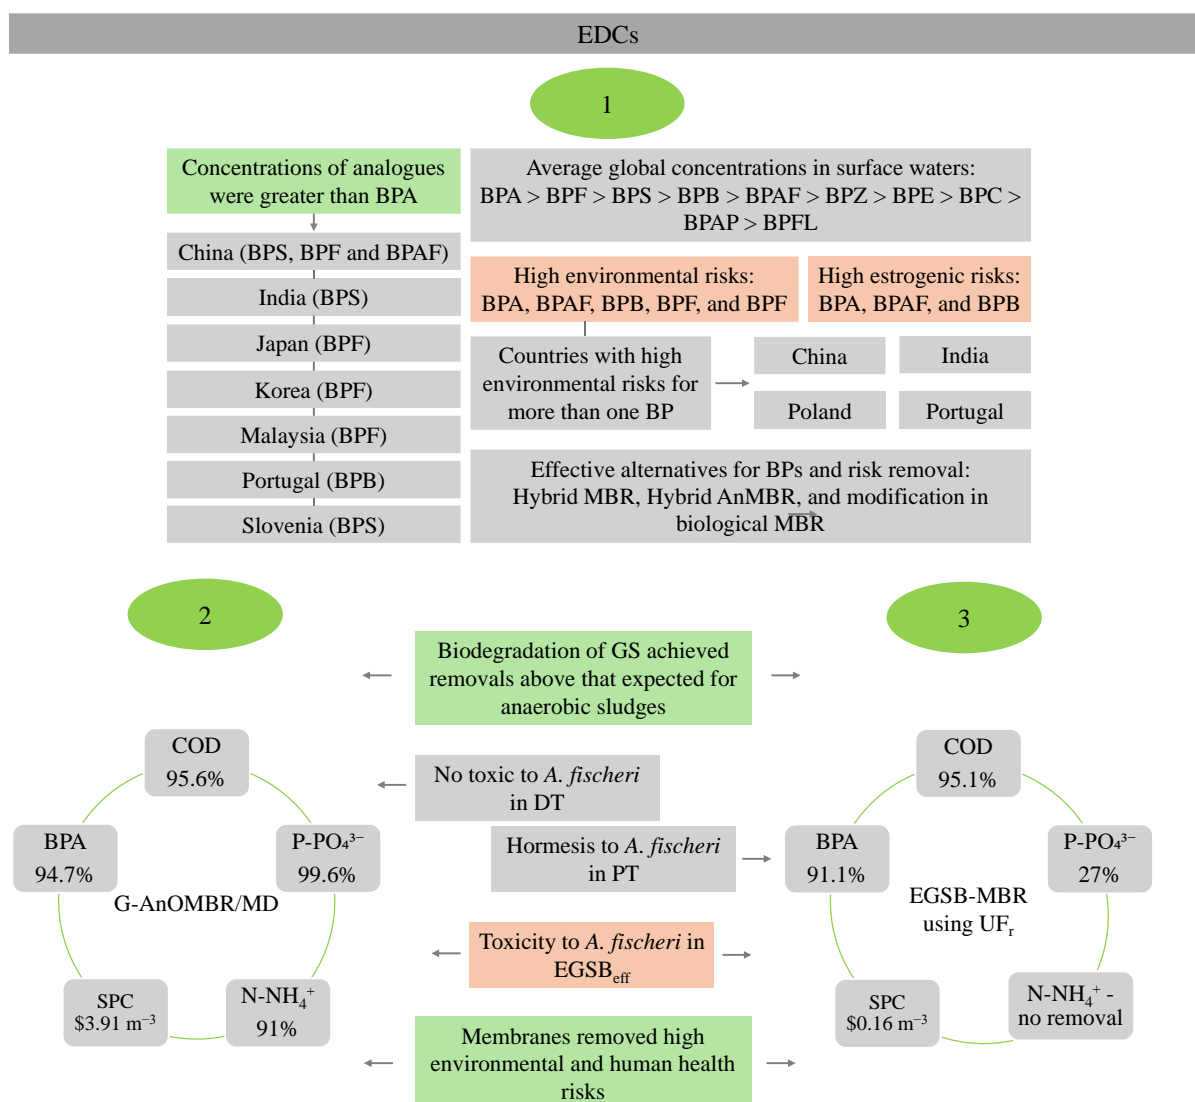 EDCs
1
Concentrations of analogues
were greater than BPA
China (BPS, BPF and BPAF)
India (BPS)
Japan (BPF)
Korea (BPF)
Malaysia (BPF)
Portugal (BPB)
Slovenia (BPS)
Average global concentrations in surface waters:
BPA > BPF > BPS > BPB > BPAF > BPZ > BPE > BPC >
BPAP > BPFL
High environmental risks:
BPA, BPAF, BPB, BPF, and BPF
High estrogenic risks:
BPA, BPAF, and BPB
Countries with high
environmental risks for
more than one BP
China
India
Poland
Portugal
Effective alternatives for BPs and risk removal:
Hybrid MBR, Hybrid AnMBR, and modification in
biological MBR
2
COD
95.6%
BPA
94.7%
P-PO₄³⁻
99.6%
G-AnOMBR/MD
SPC
$3.91 m⁻³
N-NH₄⁺
91%
Biodegradation of GS achieved
removals above that expected for
anaerobic sludges
No toxic to A. fischeri
in DT
Hormesis to A. fischeri
in PT
Toxicity to A. fischeri in
EGSBeff
Membranes removed high
environmental and human health
risks
3
COD
95.1%
BPA
91.1%
P-PO₄³⁻
27%
EGSB-MBR
using UFr
SPC
$0.16 m⁻³
N-NH₄⁺ -
no removal